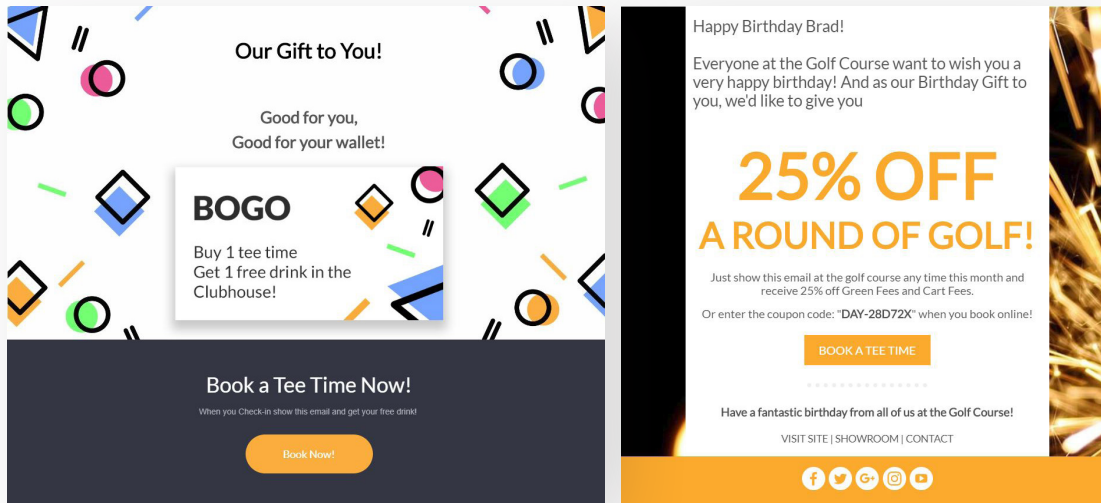 Our Gift to You!
Good for you,
Good for your wallet!
BOGO
Buy 1 tee time
Get 1 free drink in the
Clubhouse!
Book a Tee Time Now!
When you Check-in show this email and get your free drink!
Book Now!
Happy Birthday Brad!
Everyone at the Golf Course want to wish you a
very happy birthday! And as our Birthday Gift to
you, we'd like to give you
25% OFF
A ROUND OF GOLF!
Just show this email at the golf course any time this month and
receive 25% off Green Fees and Cart Fees.
Or enter the coupon code: "DAY-28D72X" when you book online!
BOOK A TEE TIME
Have a fantastic birthday from all of us at the Golf Course!
VISIT SITE | SHOWROOM | CONTACT